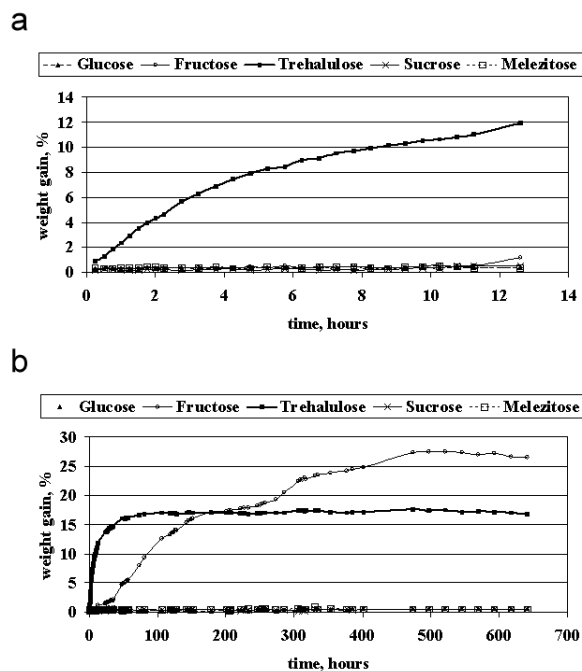 a
Glucose Fructose Trehalulose Sucrose Melezitose
14
12
10
8
6
4
2
0
weight gain, %
0 2 4 6 8 10 12 14
time, hours
b
Glucose Fructose Trehalulose Sucrose Melezitose
30
25
20
15
10
5
0
weight gain, %
0 100 200 300 400 500 600 700
time, hours